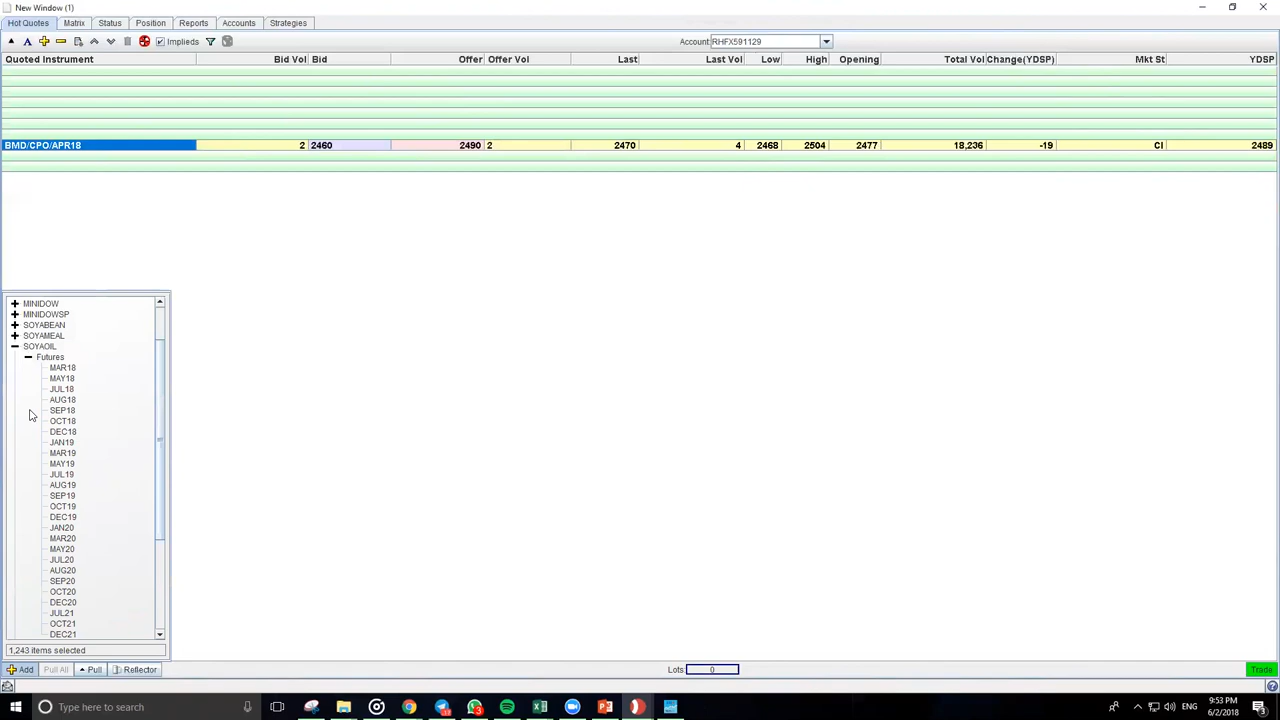 New Window (1)
Hot Quotes Matrix Status Position Reports Accounts Strategies
A Implieds Account RHFX591129
Quoted Instrument Bid Vol Bid Offer Offer Vol Last Last Vol Low High Opening Total Vol Change(YDSP) Mkt St YDSP
BMD/CPO/APR18 2 2460 2490 2 2470 4 2468 2504 2477 18,236 -19 Cl 2489
MINIDOW
MINIDOWSP
SOYABEAN
SOYAMEAL
SOYAOIL
Futures
MAR18
MAY18
JUL18
AUG18
SEP18
OCT18
DEC18
JAN19
MAR19
MAY19
JUL19
AUG19
SEP19
OCT19
DEC19
JAN20
MAR20
MAY20
JUL20
AUG20
SEP20
OCT20
DEC20
JUL21
OCT21
DEC21
1,243 items selected
Add Pull All Pull Reflector Lots: 0 Trade
Type here to search
9:53 PM
6/2/2018